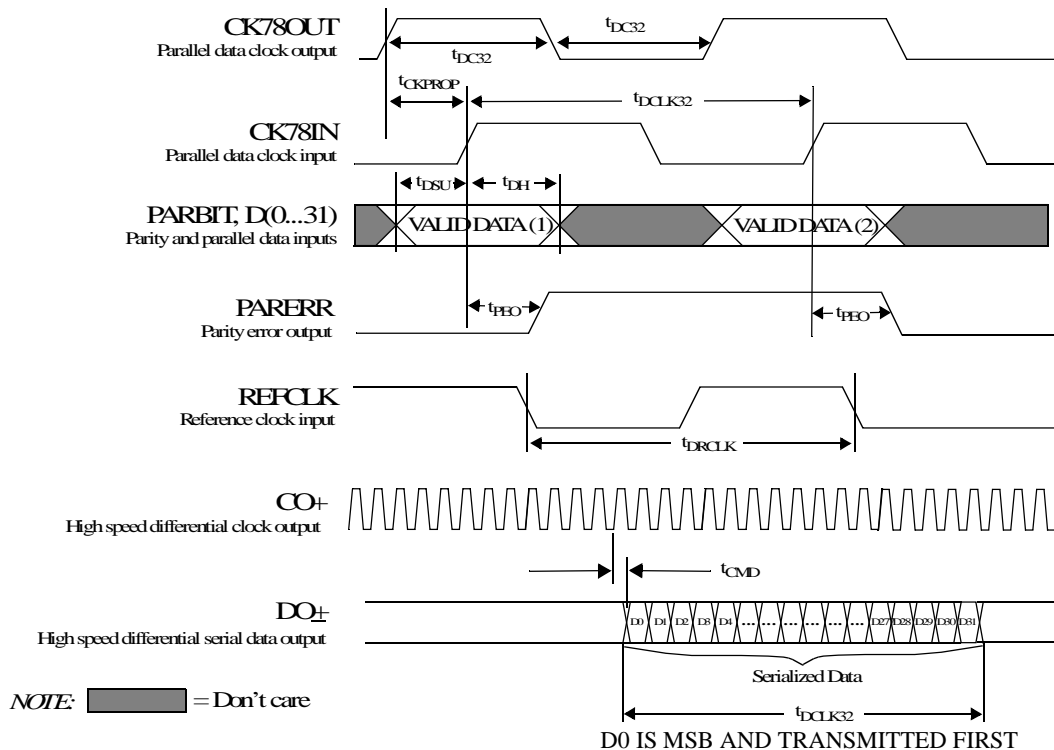 CK78OUT
Parallel data clock output
tDC32
tDC32
tCKPROP
tDCLK32
CK78IN
Parallel data clock input
tDSU
tDH
PARBIT, D(0...31)
Parity and parallel data inputs
VALID DATA (1)
VALID DATA (2)
PARERR
Parity error output
tPEO
tPEO
REFCLK
Reference clock input
tDRCLK
CO+
High speed differential clock output
tCMD
DO±
High speed differential serial data output
D0 D1 D2 D3 D4 ... ... ... ... ... ... D27 D28 D29 D30 D31
Serialized Data
NOTE: = Don't care
tDCLK32
D0 IS MSB AND TRANSMITTED FIRST